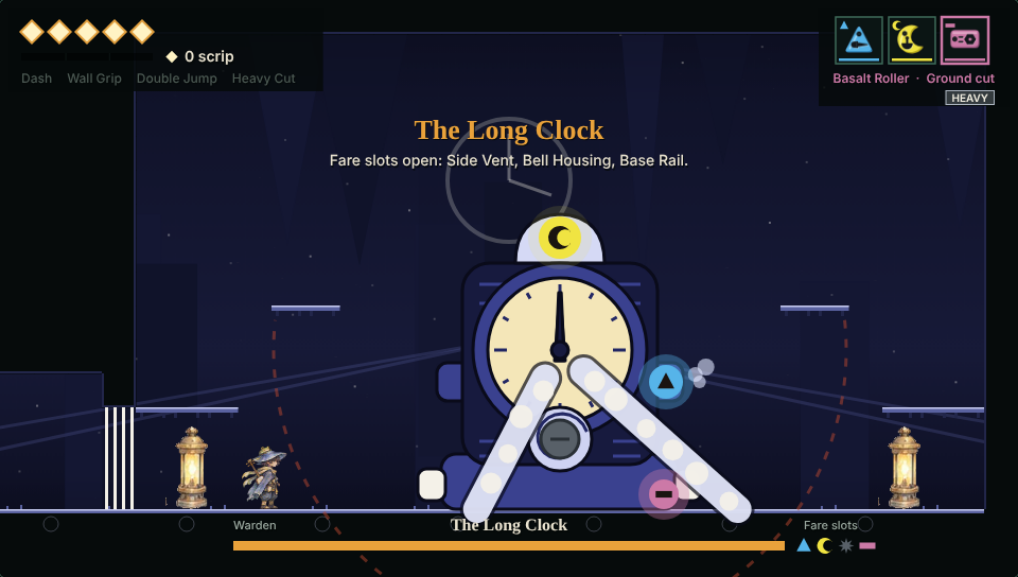 0 scrip
Dash Wall Grip Double Jump Heavy Cut
Basalt Roller · Ground cut
HEAVY
The Long Clock
Fare slots open: Side Vent, Bell Housing, Base Rail.
Warden
The Long Clock
Fare slots